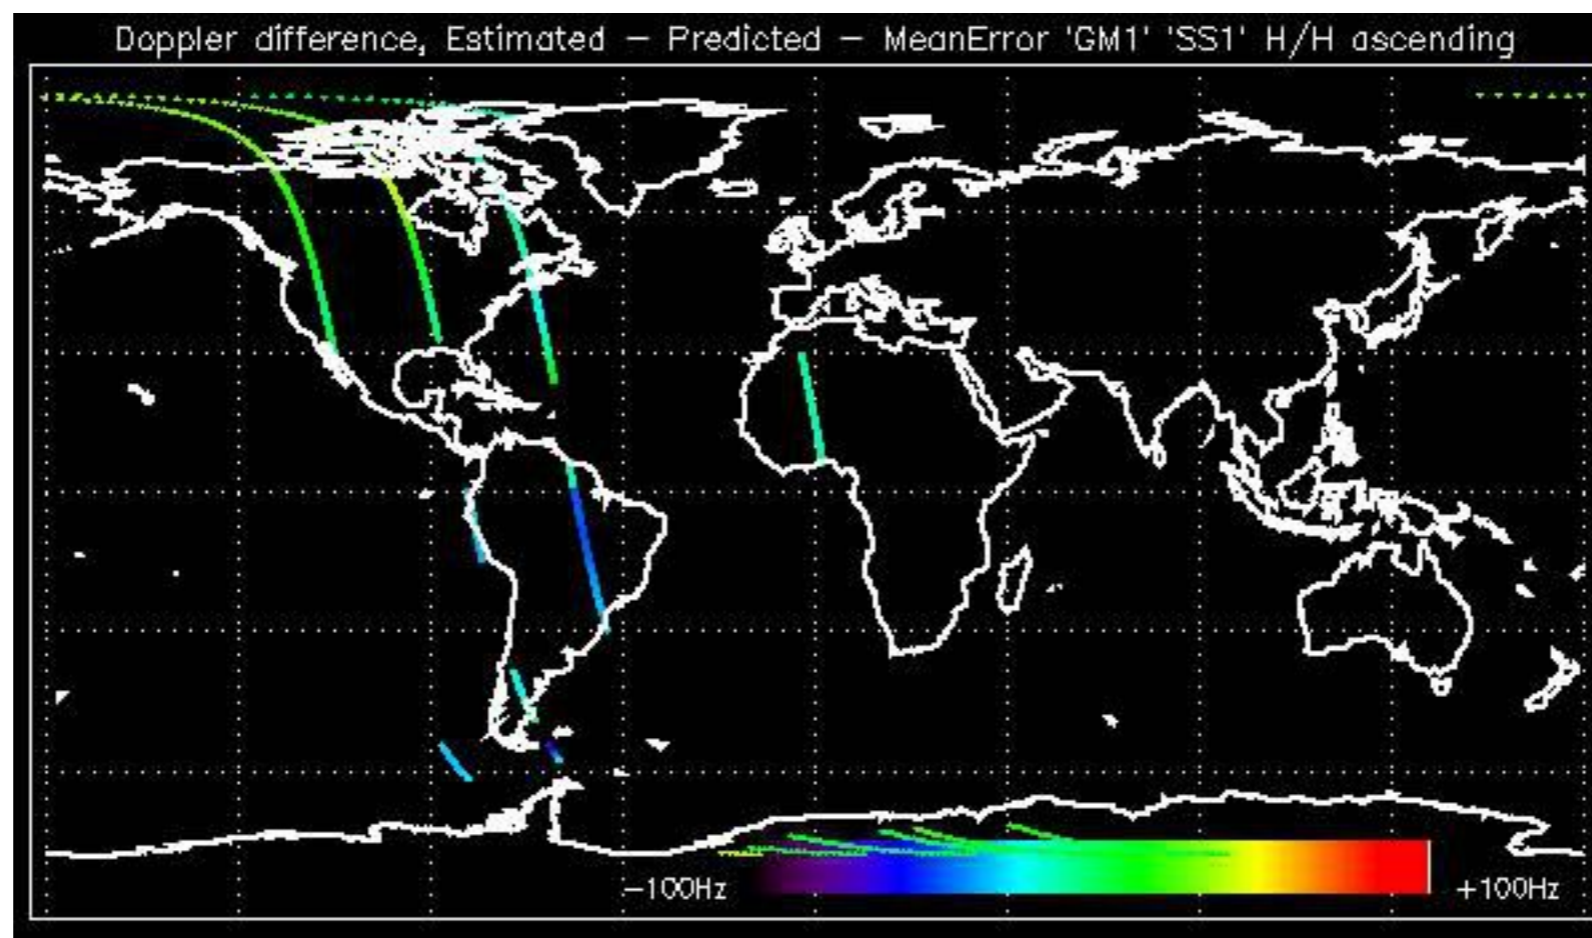 Doppler difference, Estimated – Predicted – MeanError 'GM1' 'SS1' H/H ascending
−100Hz
+100Hz